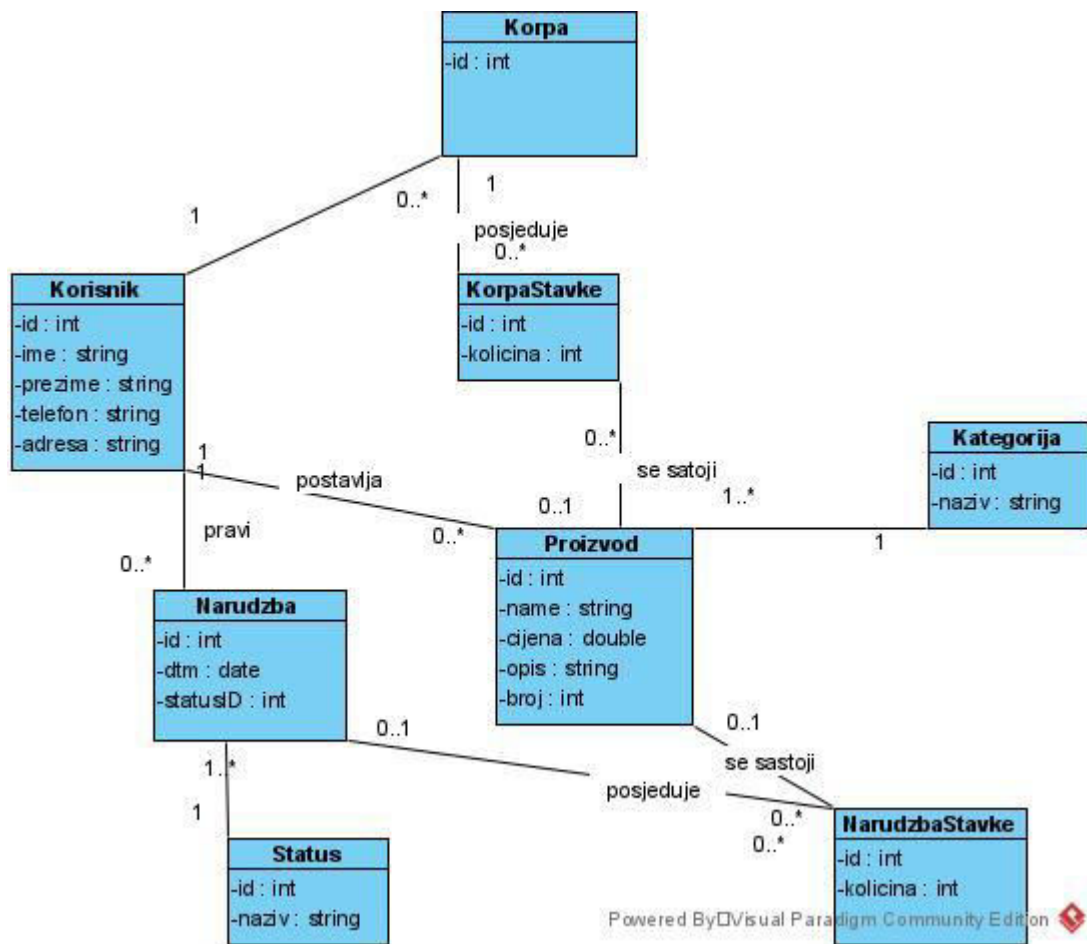 Korpa
-id : int
1
0..*
1
posjeduje
0..*
Korisnik
-id : int
-ime : string
-prezime : string
-telefon : string
-adresa : string
KorpaStavke
-id : int
-kolicina : int
0..*
se satoji
0..1
1..*
1
Kategorija
-id : int
-naziv : string
1
postavlja
0..*
1
pravi
0..*
Proizvod
-id : int
-name : string
-cijena : double
-opis : string
-broj : int
Narudzba
-id : int
-dtm : date
-statusID : int
0..1
posjeduje
0..*
0..1
se sastoji
0..*
1..*
1
Status
-id : int
-naziv : string
NarudzbaStavke
-id : int
-kolicina : int
Powered By□Visual Paradigm Community Edition